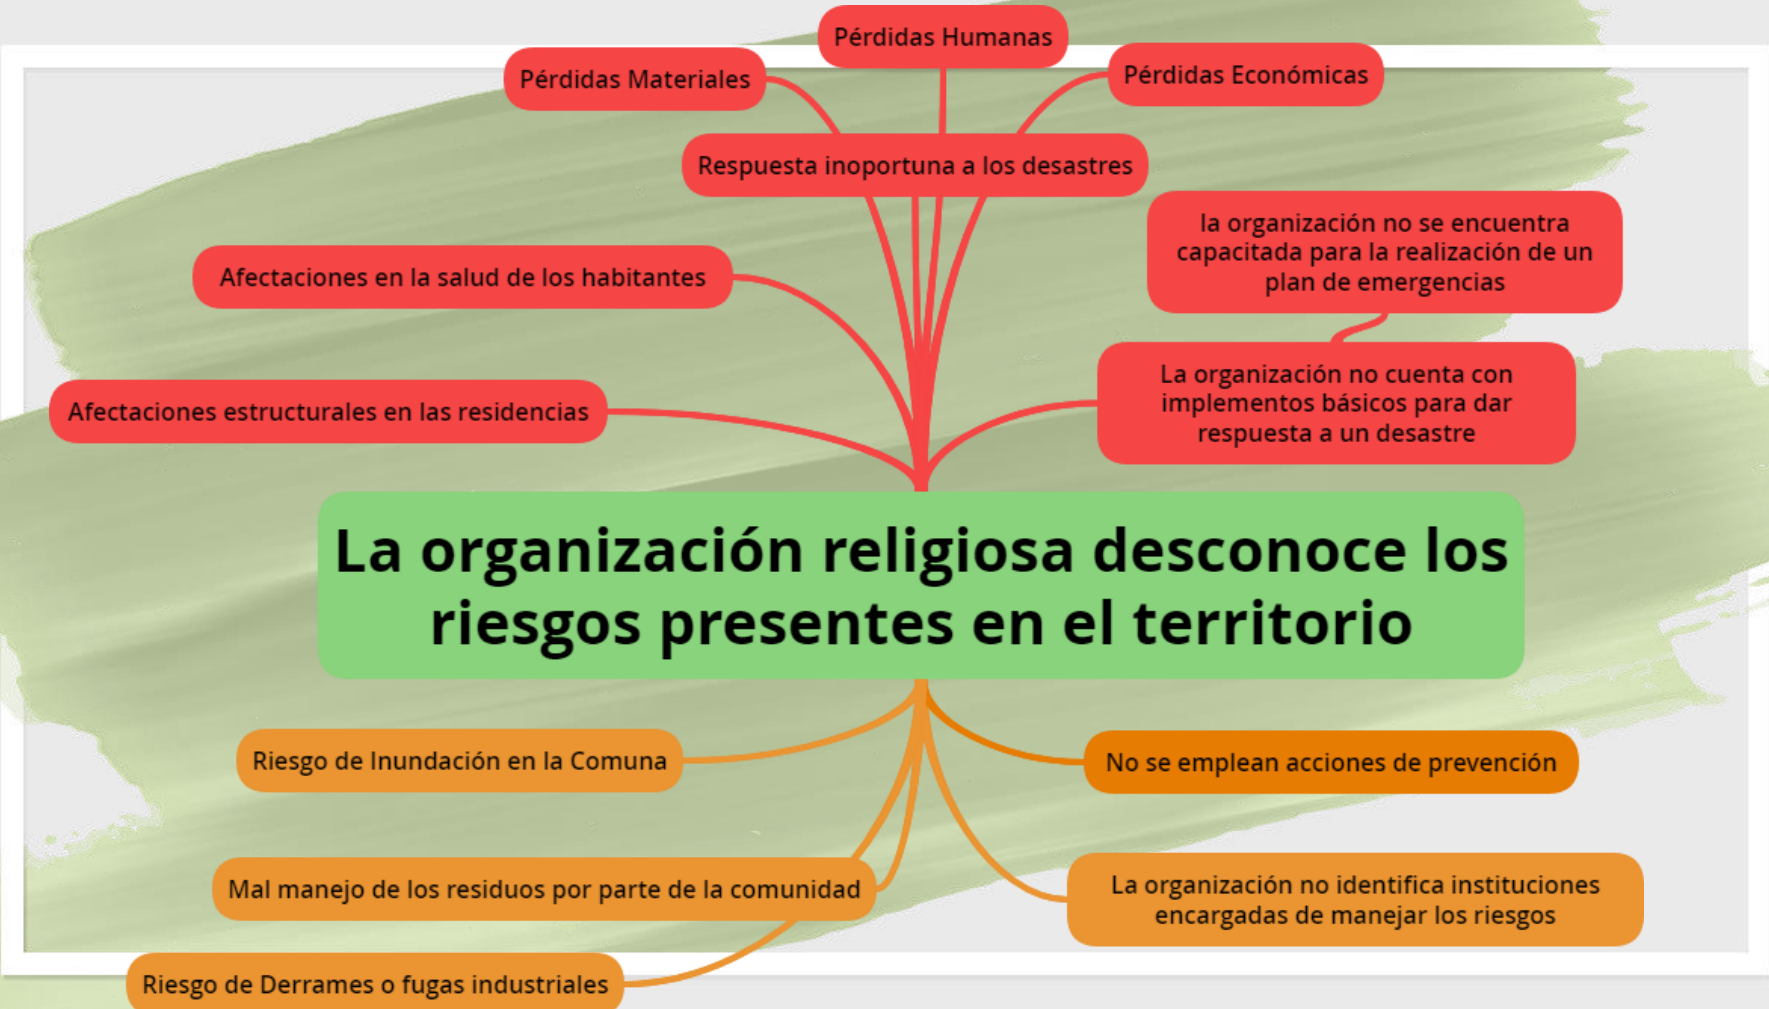 Pérdidas Humanas
Pérdidas Materiales
Pérdidas Económicas
Respuesta inoportuna a los desastres
la organización no se encuentra
capacitada para la realización de un
plan de emergencias
Afectaciones en la salud de los habitantes
La organización no cuenta con
implementos básicos para dar
respuesta a un desastre
Afectaciones estructurales en las residencias
La organización religiosa desconoce los
riesgos presentes en el territorio
Riesgo de Inundación en la Comuna
No se emplean acciones de prevención
Mal manejo de los residuos por parte de la comunidad
La organización no identifica instituciones
encargadas de manejar los riesgos
Riesgo de Derrames o fugas industriales